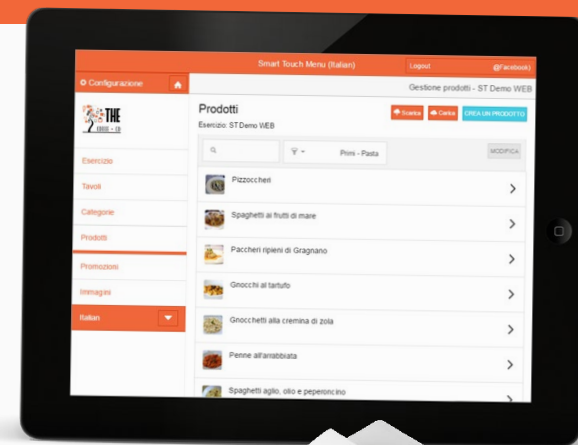 Smart Touch Menu (Italian)
Logout
@Facebook)
Configurazione
Gestione prodotti - ST Demo WEB
THE
Prodotti
Esercizio: ST Demo WEB
Scarica
Carica
CREA UN PRODOTTO
Primi - Pasta
MODIFICA
Esercizio
Tavoli
Categorie
Prodotti
Promozioni
Immagini
Italian
Pizzoccheri
Spaghetti ai frutti di mare
Paccheri ripieni di Gragnano
Gnocchi al tartufo
Gnocchetti alla cremina di zola
Penne all'arrabbiata
Spaghetti aglio, olio e peperoncino